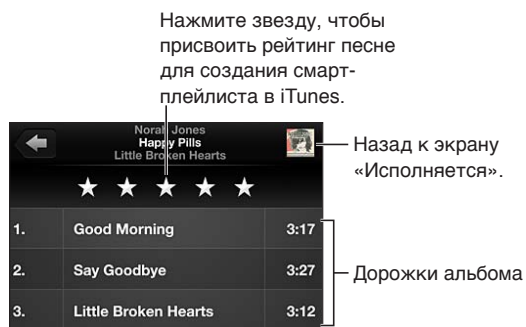 Нажмите звезду, чтобы
присвоить рейтинг песне
для создания смарт-
плейлиста в iTunes.
Norah Jones
Happy Pills
Little Broken Hearts
Назад к экрану
«Исполняется».
1. Good Morning 3:17
2. Say Goodbye 3:27
Дорожки альбома
3. Little Broken Hearts 3:12